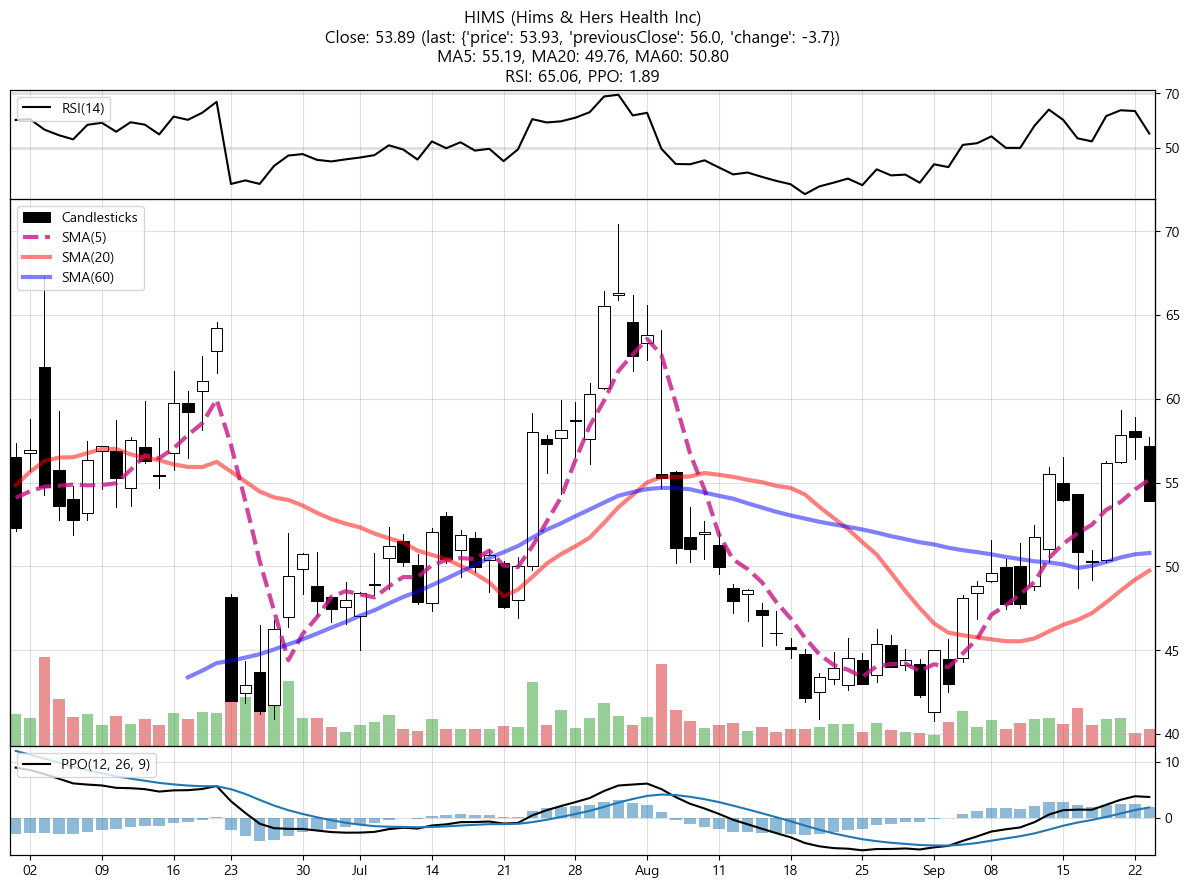 HIMS (Hims & Hers Health Inc)
Close: 53.89 (last: {'price': 53.93, 'previousClose': 56.0, 'change': -3.7})
MA5: 55.19, MA20: 49.76, MA60: 50.80
RSI: 65.06, PPO: 1.89
RSI(14)
70
50
Candlesticks
SMA(5)
SMA(20)
SMA(60)
70
65
60
55
50
45
40
PPO(12, 26, 9)
10
0
02 09 16 23 30 Jul 14 21 28 Aug 11 18 25 Sep 08 15 22